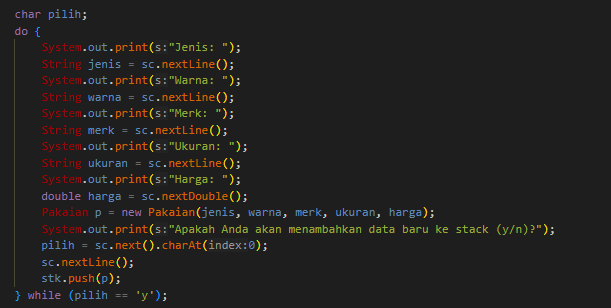 char pilih;
do {
    System.out.print(s:"Jenis: ");
    String jenis = sc.nextLine();
    System.out.print(s:"Warna: ");
    String warna = sc.nextLine();
    System.out.print(s:"Merk: ");
    String merk = sc.nextLine();
    System.out.print(s:"Ukuran: ");
    String ukuran = sc.nextLine();
    System.out.print(s:"Harga: ");
    double harga = sc.nextDouble();
    Pakaian p = new Pakaian(jenis, warna, merk, ukuran, harga);
    System.out.print(s:"Apakah Anda akan menambahkan data baru ke stack (y/n)?");
    pilih = sc.next().charAt(index:0);
    sc.nextLine();
    stk.push(p);
} while (pilih == 'y');